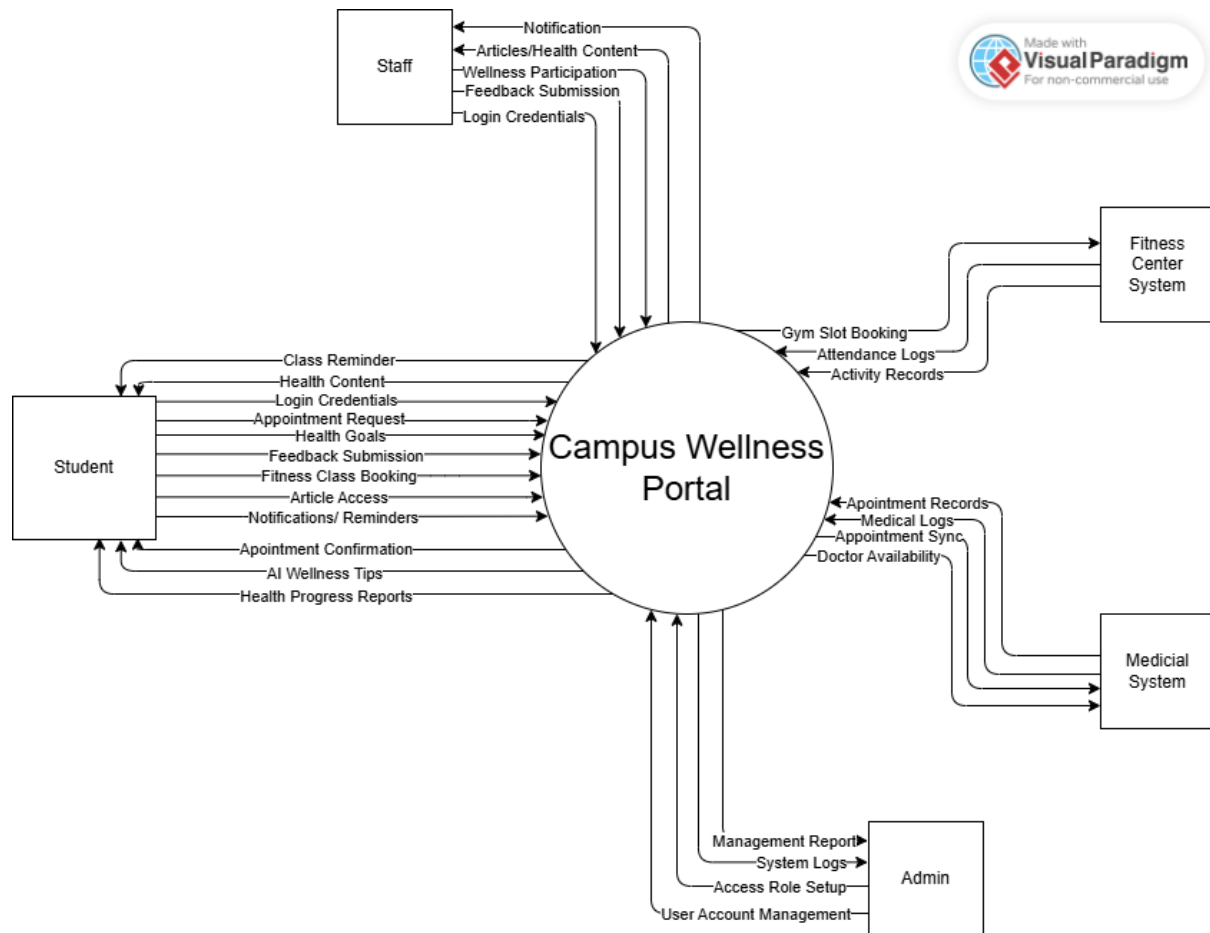 Notification
Articles/Health Content
Wellness Participation
Feedback Submission
Login Credentials
Staff
Made with
Visual Paradigm
For non-commercial use
Fitness
Center
System
Gym Slot Booking
Attendance Logs
Activity Records
Class Reminder
Health Content
Login Credentials
Appointment Request
Health Goals
Feedback Submission
Fitness Class Booking
Article Access
Notifications/ Reminders
Apointment Confirmation
AI Wellness Tips
Health Progress Reports
Student
Campus Wellness
Portal
Apointment Records
Medical Logs
Appointment Sync
Doctor Availability
Medicial
System
Management Report
System Logs
Access Role Setup
User Account Management
Admin